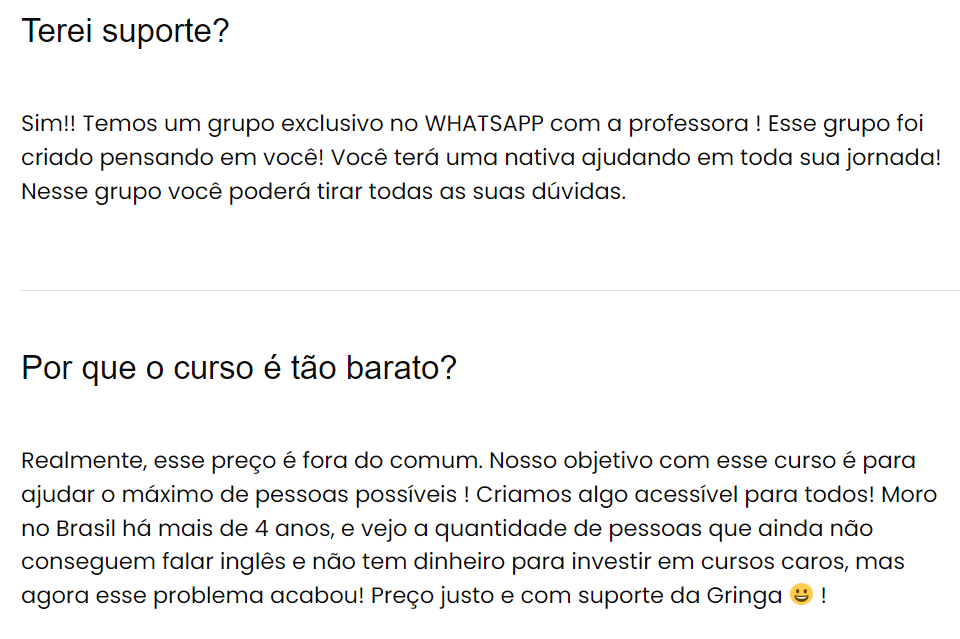 Terei suporte?
Sim!! Temos um grupo exclusivo no WHATSAPP com a professora ! Esse grupo foi
criado pensando em você! Você terá uma nativa ajudando em toda sua jornada!
Nesse grupo você poderá tirar todas as suas dúvidas.
Por que o curso é tão barato?
Realmente, esse preço é fora do comum. Nosso objetivo com esse curso é para
ajudar o máximo de pessoas possíveis ! Criamos algo acessível para todos! Moro
no Brasil há mais de 4 anos, e vejo a quantidade de pessoas que ainda não
conseguem falar inglês e não tem dinheiro para investir em cursos caros, mas
agora esse problema acabou! Preço justo e com suporte da Gringa 😀 !